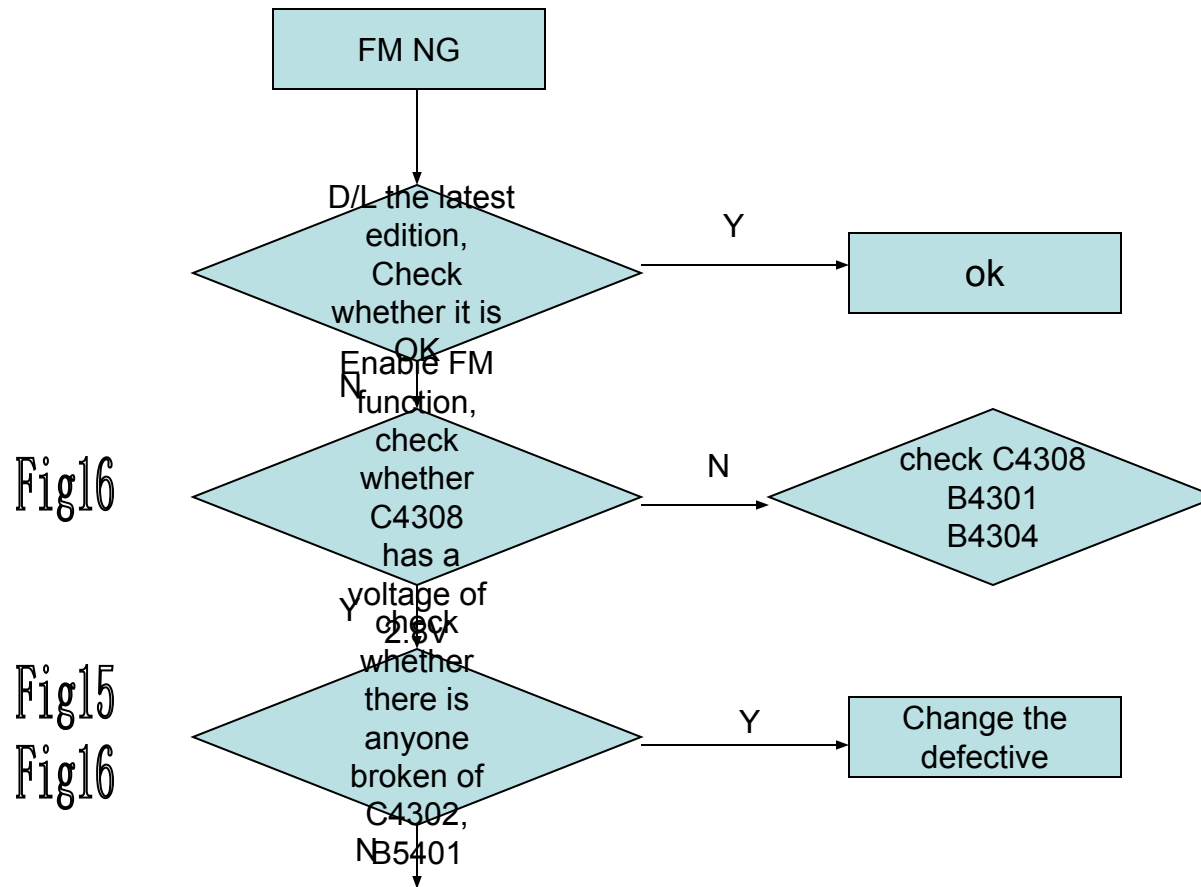 FM NG
D/L the latest
edition,
Check
whether it is
OK
Y
ok
N
Fig16
Enable FM
function,
check
whether
C4308
has a
voltage of
2.8V
N
check C4308
B4301
B4304
Y
Fig15
Fig16
check
whether
there is
anyone
broken of
C4302,
B5401
Y
Change the
defective
N